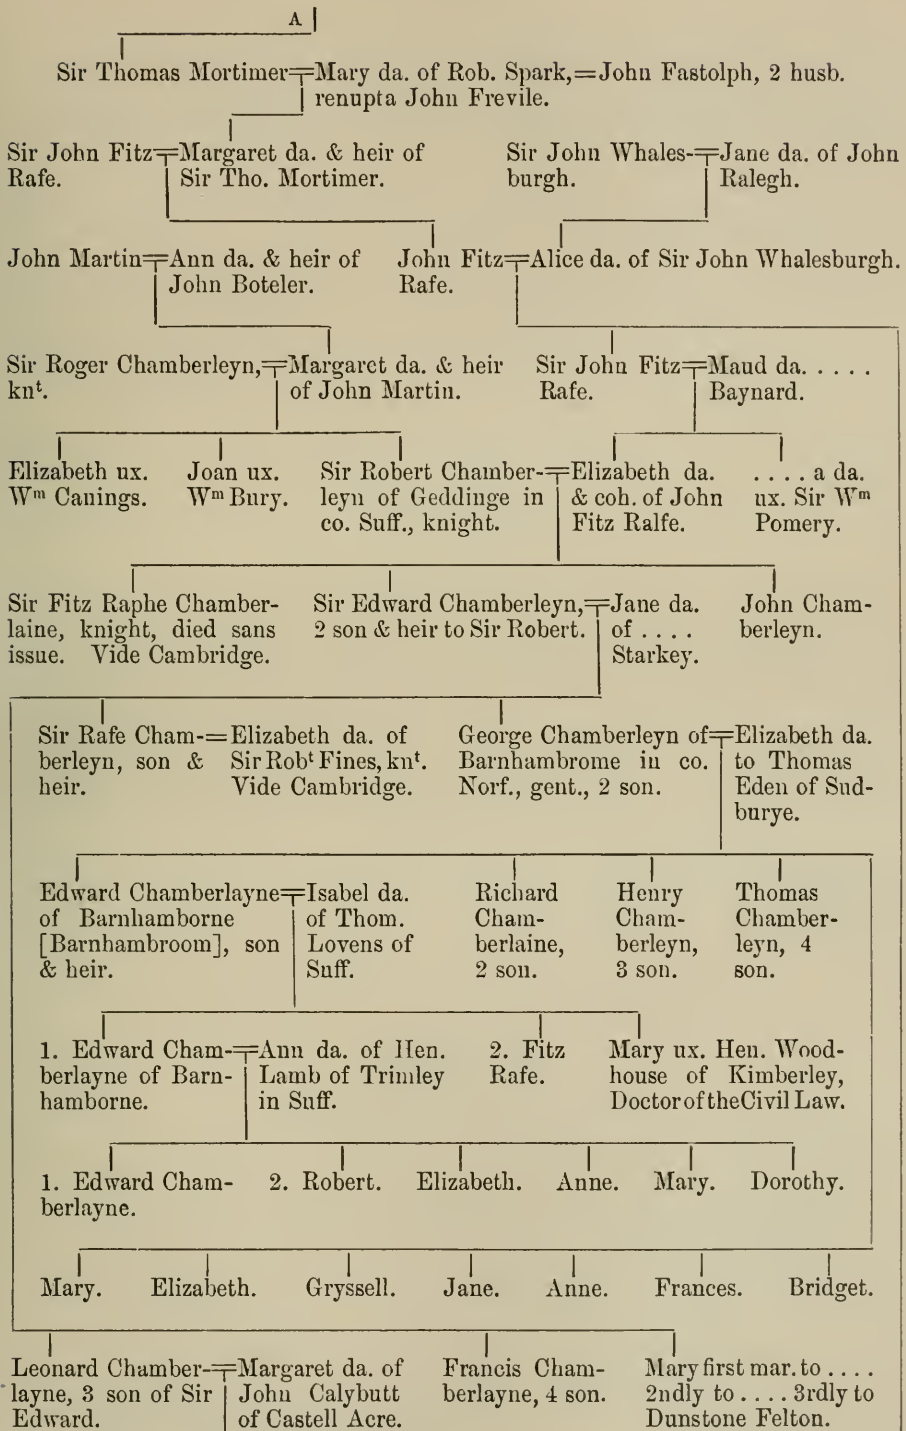 A
Sir Thomas Mortimer=Mary da. of Rob. Spark,=John Fastolph, 2 husb.
renupta John Frevile.
Sir John Fitz=Margaret da. & heir of
Rafe. Sir Tho. Mortimer.
Sir John Whales-=Jane da. of John
burgh. Ralegh.
John Martin=Ann da. & heir of
John Boteler.
John Fitz=Alice da. of Sir John Whalesburgh.
Rafe.
Sir Roger Chamberleyn,=Margaret da. & heir
knt. of John Martin.
Sir John Fitz=Maud da. . . . .
Rafe. Baynard.
Elizabeth ux.
Wm Canings.
Joan ux.
Wm Bury.
Sir Robert Chamber-=Elizabeth da.
leyn of Geddinge in & coh. of John
co. Suff., knight. Fitz Ralfe.
. . . . a da.
ux. Sir Wm
Pomery.
Sir Fitz Raphe Chamber-
laine, knight, died sans
issue. Vide Cambridge.
Sir Edward Chamberleyn,=Jane da.
2 son & heir to Sir Robert. of . . . .
Starkey.
John Cham-
berleyn.
Sir Rafe Cham-=Elizabeth da. of
berleyn, son & Sir Robt Fines, knt.
heir. Vide Cambridge.
George Chamberleyn of=Elizabeth da.
Barnhambrome in co. to Thomas
Norf., gent., 2 son. Eden of Sud-
burye.
Edward Chamberlayne=Isabel da.
of Barnhamborne of Thom.
[Barnhambroom], son Lovens of
& heir. Suff.
Richard
Cham-
berlaine,
2 son.
Henry
Cham-
berleyn,
3 son.
Thomas
Chamber-
leyn, 4
son.
1. Edward Cham-=Ann da. of Hen.
berlayne of Barn- Lamb of Trimley
hamborne. in Suff.
2. Fitz
Rafe.
Mary ux. Hen. Wood-
house of Kimberley,
Doctor of the Civil Law.
1. Edward Cham-
berlayne.
2. Robert. Elizabeth. Anne. Mary. Dorothy.
Mary. Elizabeth. Gryssell. Jane. Anne. Frances. Bridget.
Leonard Chamber-=Margaret da. of
layne, 3 son of Sir John Calybutt
Edward. of Castell Acre.
Francis Cham-
berlayne, 4 son.
Mary first mar. to . . . .
2ndly to . . . . 3rdly to
Dunstone Felton.